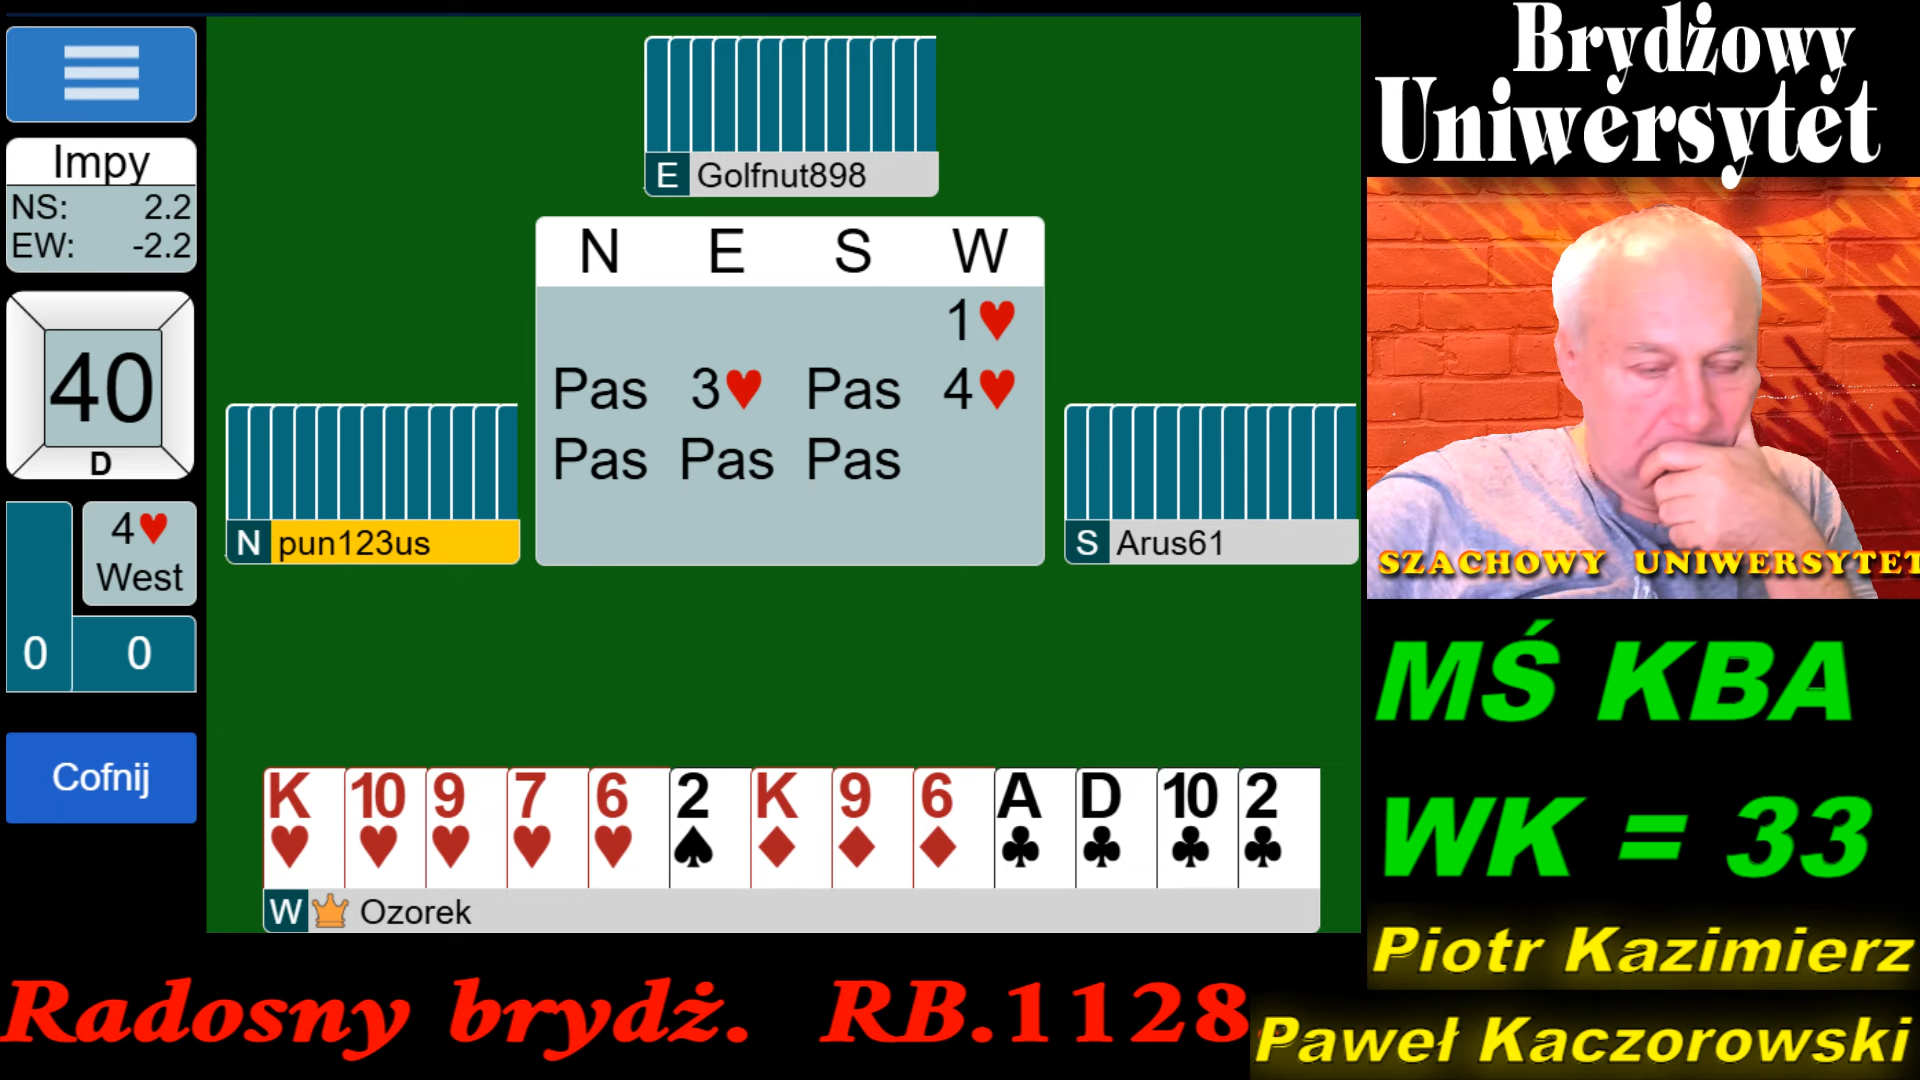 Brydżowy
Uniwersytet
Impy
NS: 2.2
EW: -2.2
40
D
4♥
West
0 0
Cofnij
E Golfnut898
N E S W
1♥
Pas 3♥ Pas 4♥
Pas Pas Pas
N pun123us
S Arus61
K♥ 10♥ 9♥ 7♥ 6♥ 2♠ K♦ 9♦ 6♦ A♣ D♣ 10♣ 2♣
W Ozorek
SZACHOWY UNIWERSYTET
MŚ KBA
WK = 33
Piotr Kazimierz
Paweł Kaczorowski
Radosny brydż. RB.1128